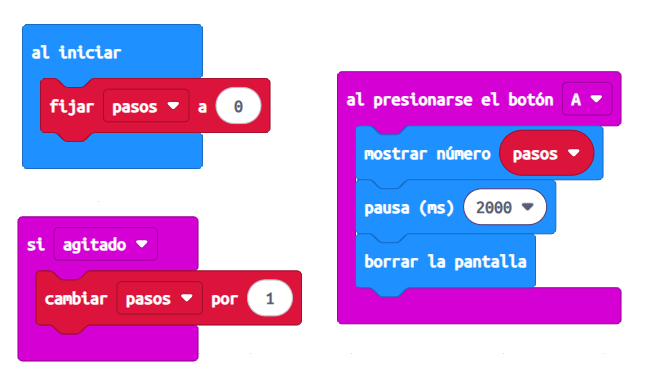 al iniciar
fijar pasos a 0
si agitado
cambiar pasos por 1
al presionarse el botón A
mostrar número pasos
pausa (ms) 2000
borrar la pantalla